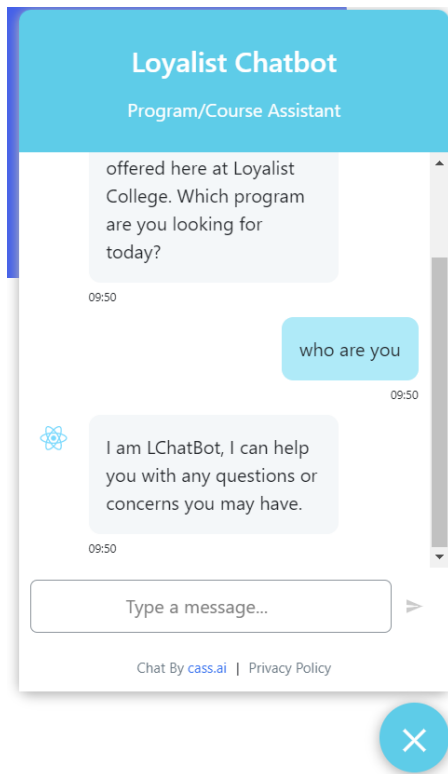 Loyalist Chatbot
Program/Course Assistant
offered here at Loyalist
College. Which program
are you looking for
today?
09:50
who are you
09:50
I am LChatBot, I can help
you with any questions or
concerns you may have.
09:50
Type a message...
Chat By cass.ai | Privacy Policy